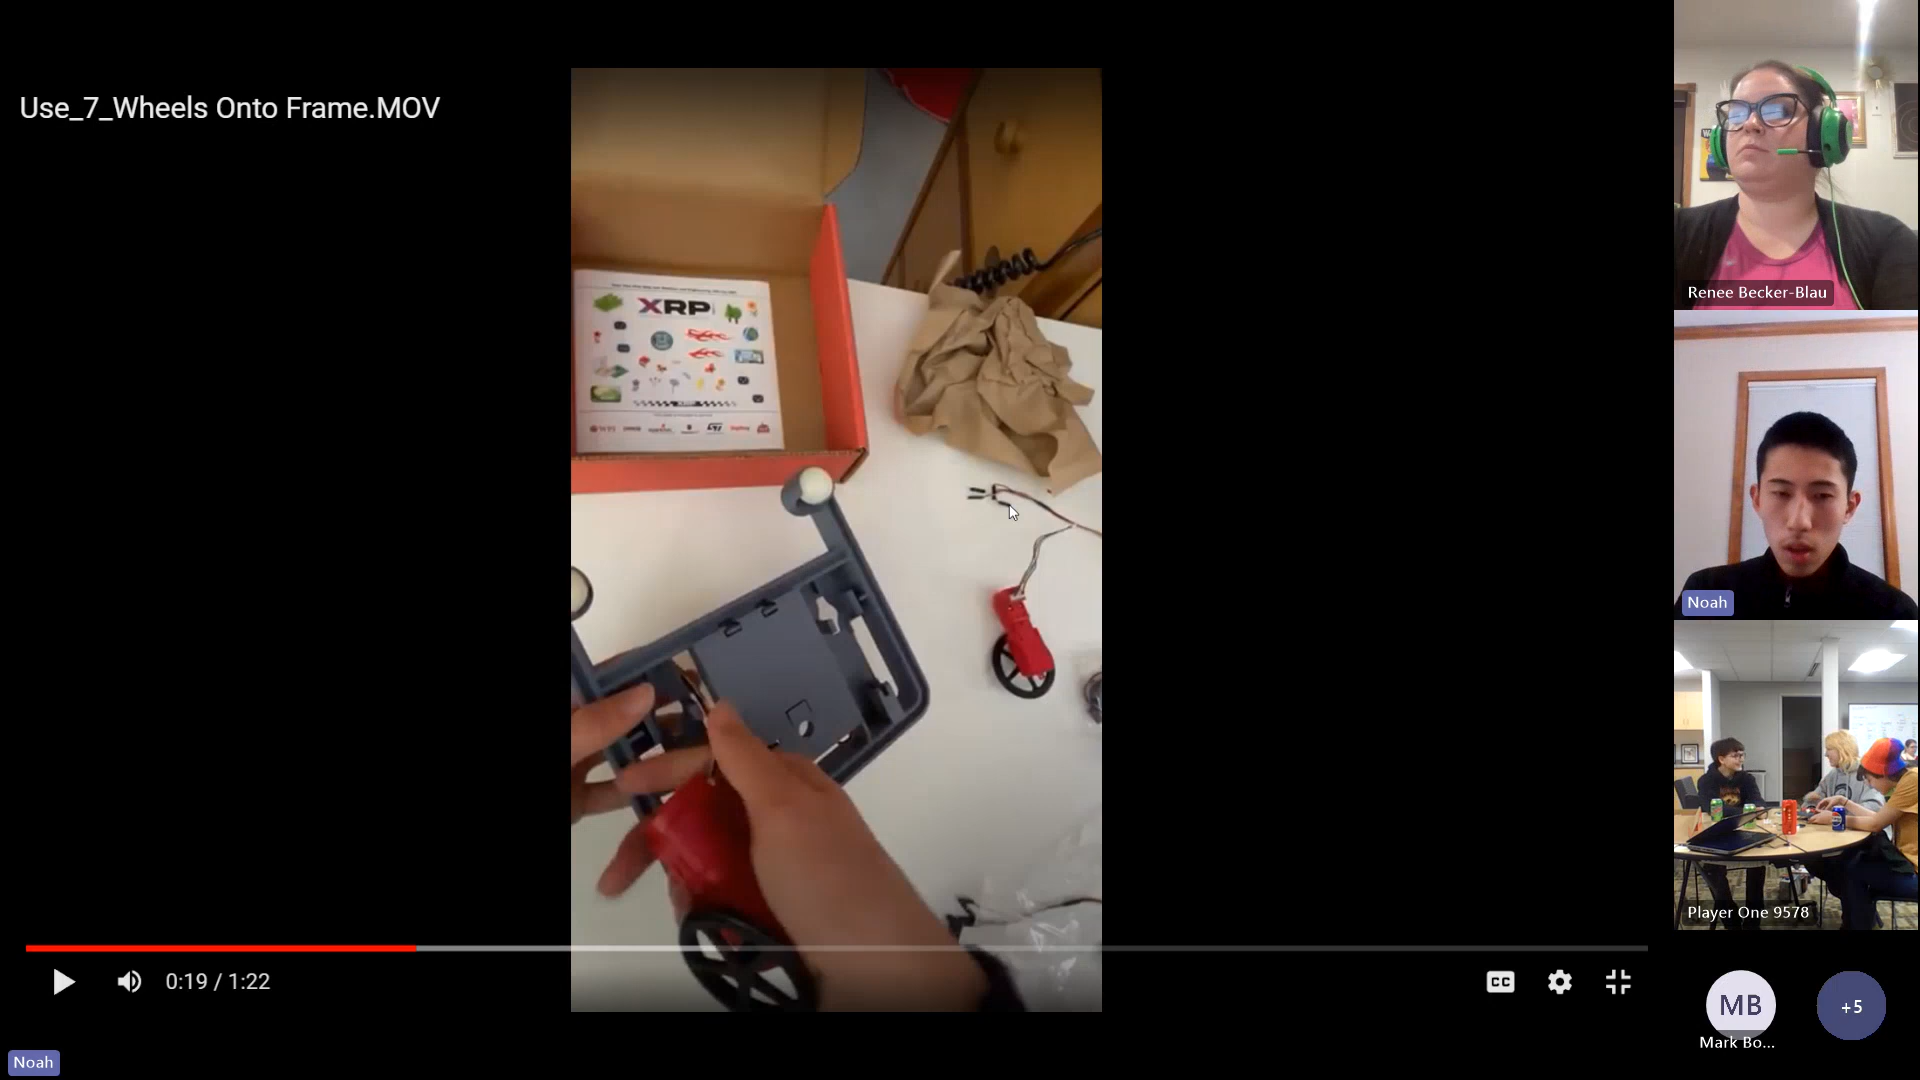 Use_7_Wheels Onto Frame.MOV
XRP
0:19 / 1:22
CC
Noah
Renee Becker-Blau
Noah
Player One 9578
MB
Mark Bo...
+5